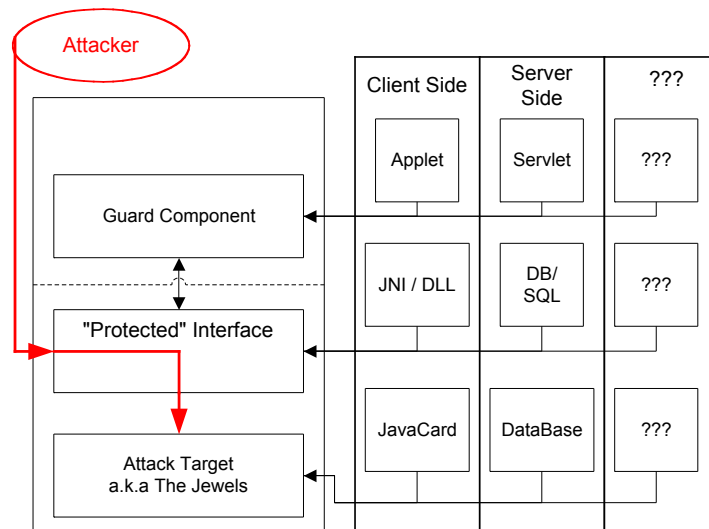 Attacker
Client Side
Server
Side
???
Applet
Servlet
???
Guard Component
JNI / DLL
DB/
SQL
???
"Protected" Interface
JavaCard
DataBase
???
Attack Target
a.k.a The Jewels